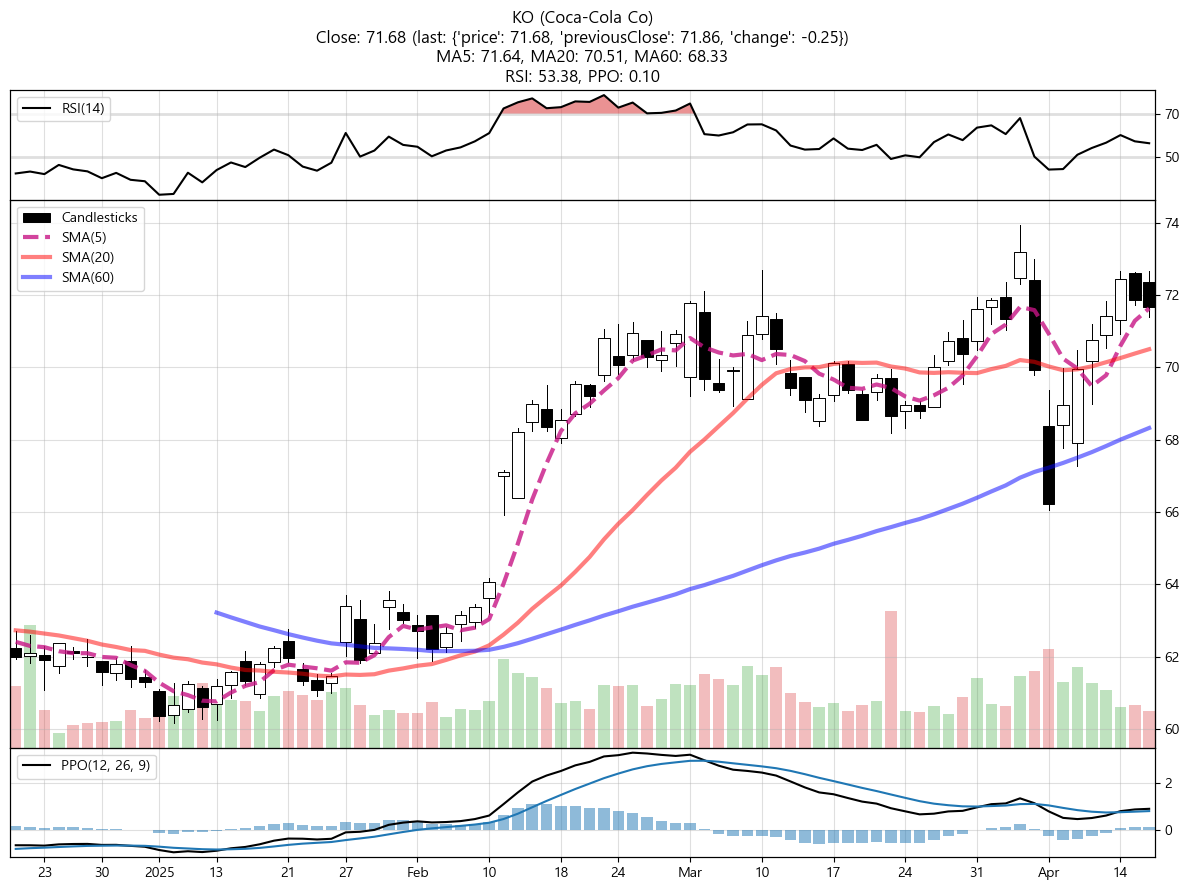 KO (Coca-Cola Co)
Close: 71.68 (last: {'price': 71.68, 'previousClose': 71.86, 'change': -0.25})
MA5: 71.64, MA20: 70.51, MA60: 68.33
RSI: 53.38, PPO: 0.10
RSI(14)
70
50
Candlesticks
SMA(5)
SMA(20)
SMA(60)
74
72
70
68
66
64
62
60
PPO(12, 26, 9)
2
0
23 30 2025 13 21 27 Feb 10 18 24 Mar 10 17 24 31 Apr 14